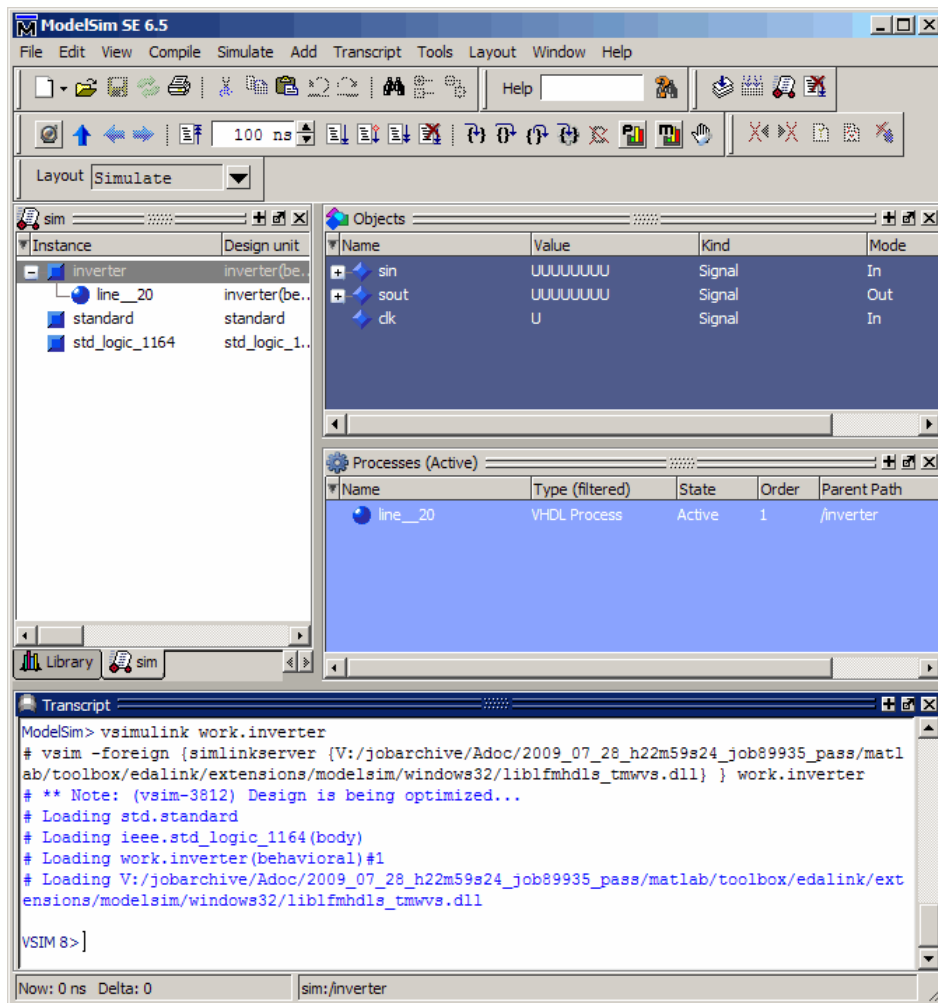 ModelSim SE 6.5
File Edit View Compile Simulate Add Transcript Tools Layout Window Help
Help
100 ns
Layout Simulate
sim
Instance Design unit
inverter inverter(be..
line__20 inverter(be..
standard standard
std_logic_1164 std_logic_1..
Library sim
Objects
Name Value Kind Mode
sin UUUUUUUU Signal In
sout UUUUUUUU Signal Out
clk U Signal In
Processes (Active)
Name Type (filtered) State Order Parent Path
line__20 VHDL Process Active 1 /inverter
Transcript
ModelSim> vsimulink work.inverter
# vsim -foreign {simlinkserver {V:/jobarchive/Adoc/2009_07_28_h22m59s24_job89935_pass/matl
ab/toolbox/edalink/extensions/modelsim/windows32/liblfmhdls_tmwvs.dll} } work.inverter
# ** Note: (vsim-3812) Design is being optimized...
# Loading std.standard
# Loading ieee.std_logic_1164(body)
# Loading work.inverter(behavioral)#1
# Loading V:/jobarchive/Adoc/2009_07_28_h22m59s24_job89935_pass/matlab/toolbox/edalink/ext
ensions/modelsim/windows32/liblfmhdls_tmwvs.dll
VSIM 8>
Now: 0 ns Delta: 0 sim:/inverter